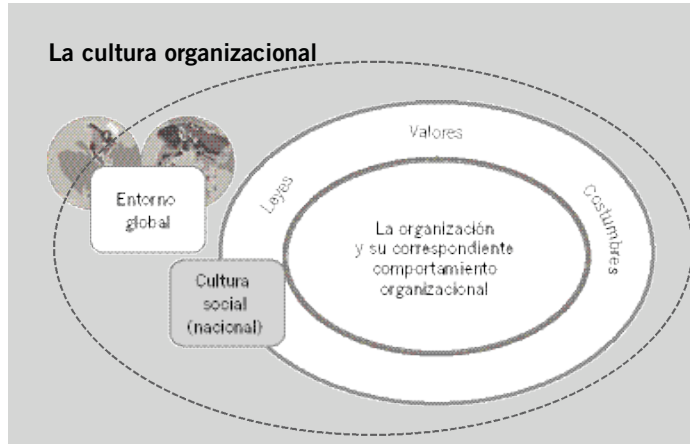 La cultura organizacional
Valores
Leyes
Costumbres
Entorno
global
La organización
y su correspondiente
comportamiento
organizacional
Cultura
social
(nacional)